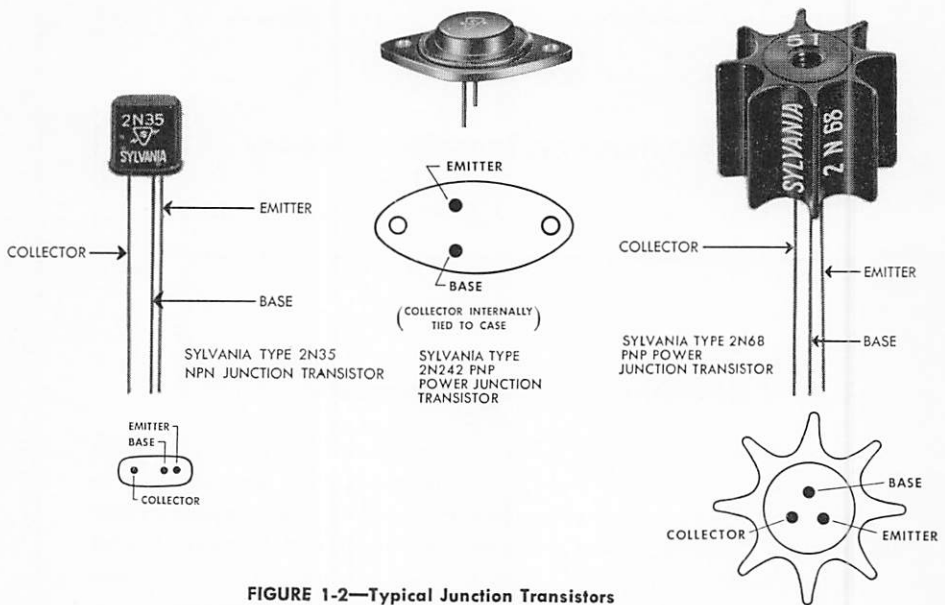 2N35
S
SYLVANIA
EMITTER
COLLECTOR
BASE
SYLVANIA TYPE 2N35
NPN JUNCTION TRANSISTOR
EMITTER
BASE
COLLECTOR
EMITTER
BASE
(COLLECTOR INTERNALLY
TIED TO CASE)
SYLVANIA TYPE
2N242 PNP
POWER JUNCTION
TRANSISTOR
51
SYLVANIA
2N68
COLLECTOR
EMITTER
BASE
SYLVANIA TYPE 2N68
PNP POWER
JUNCTION TRANSISTOR
BASE
COLLECTOR
EMITTER
FIGURE 1-2—Typical Junction Transistors